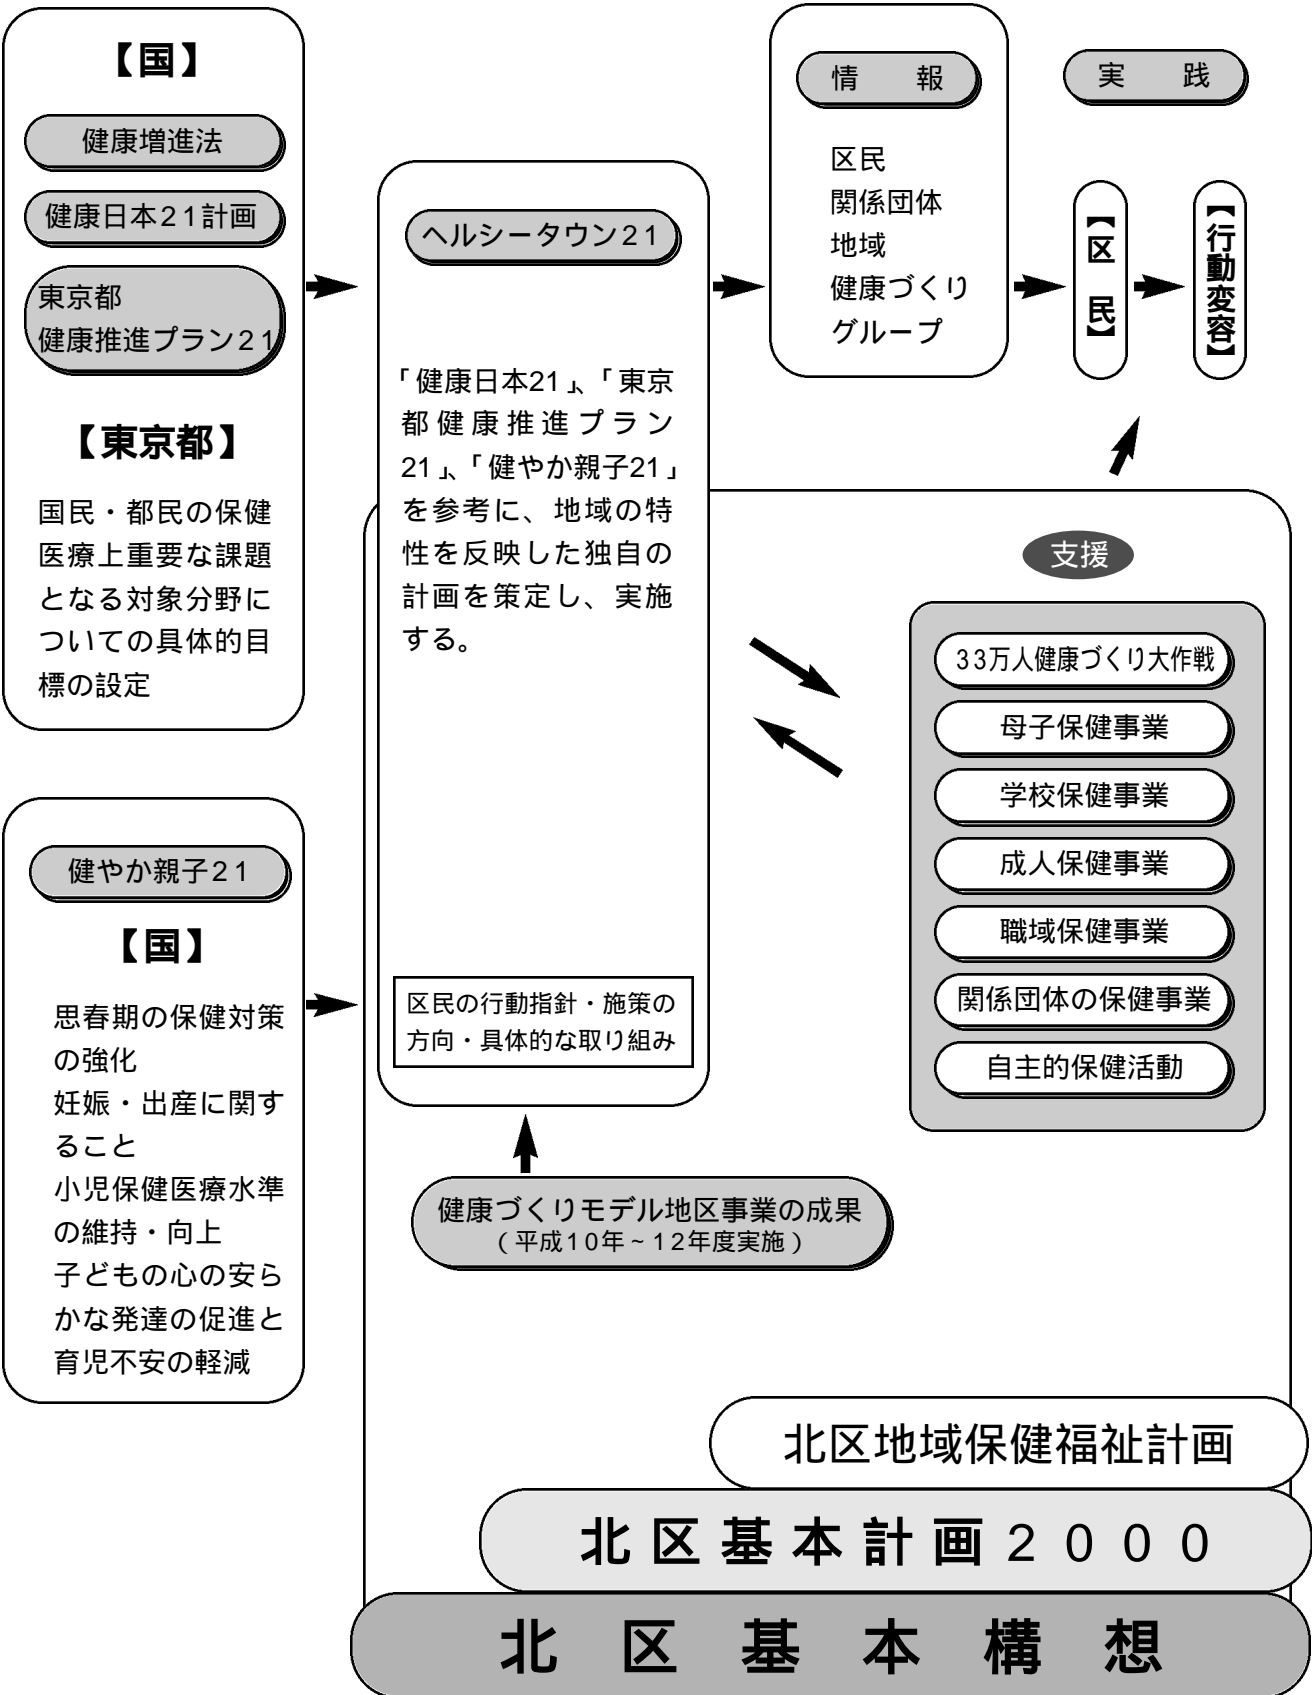 【国】
健康増進法
健康日本21計画
東京都
健康推進プラン21
【東京都】
国民・都民の保健
医療上重要な課題
となる対象分野に
ついての具体的目
標の設定
健やか親子21
【国】
思春期の保健対策
の強化
妊娠・出産に関す
ること
小児保健医療水準
の維持・向上
子どもの心の安ら
かな発達の促進と
育児不安の軽減
ヘルシータウン21
「健康日本21」、「東京
都健康推進プラン
21」、「健やか親子21」
を参考に、地域の特
性を反映した独自の
計画を策定し、実施
する。
区民の行動指針・施策の
方向・具体的な取り組み
健康づくりモデル地区事業の成果
(平成10年~12年度実施)
情　報
区民
関係団体
地域
健康づくり
グループ
実　践
【区　民】
【行動変容】
支援
33万人健康づくり大作戦
母子保健事業
学校保健事業
成人保健事業
職域保健事業
関係団体の保健事業
自主的保健活動
北区地域保健福祉計画
北区基本計画2000
北区基本構想